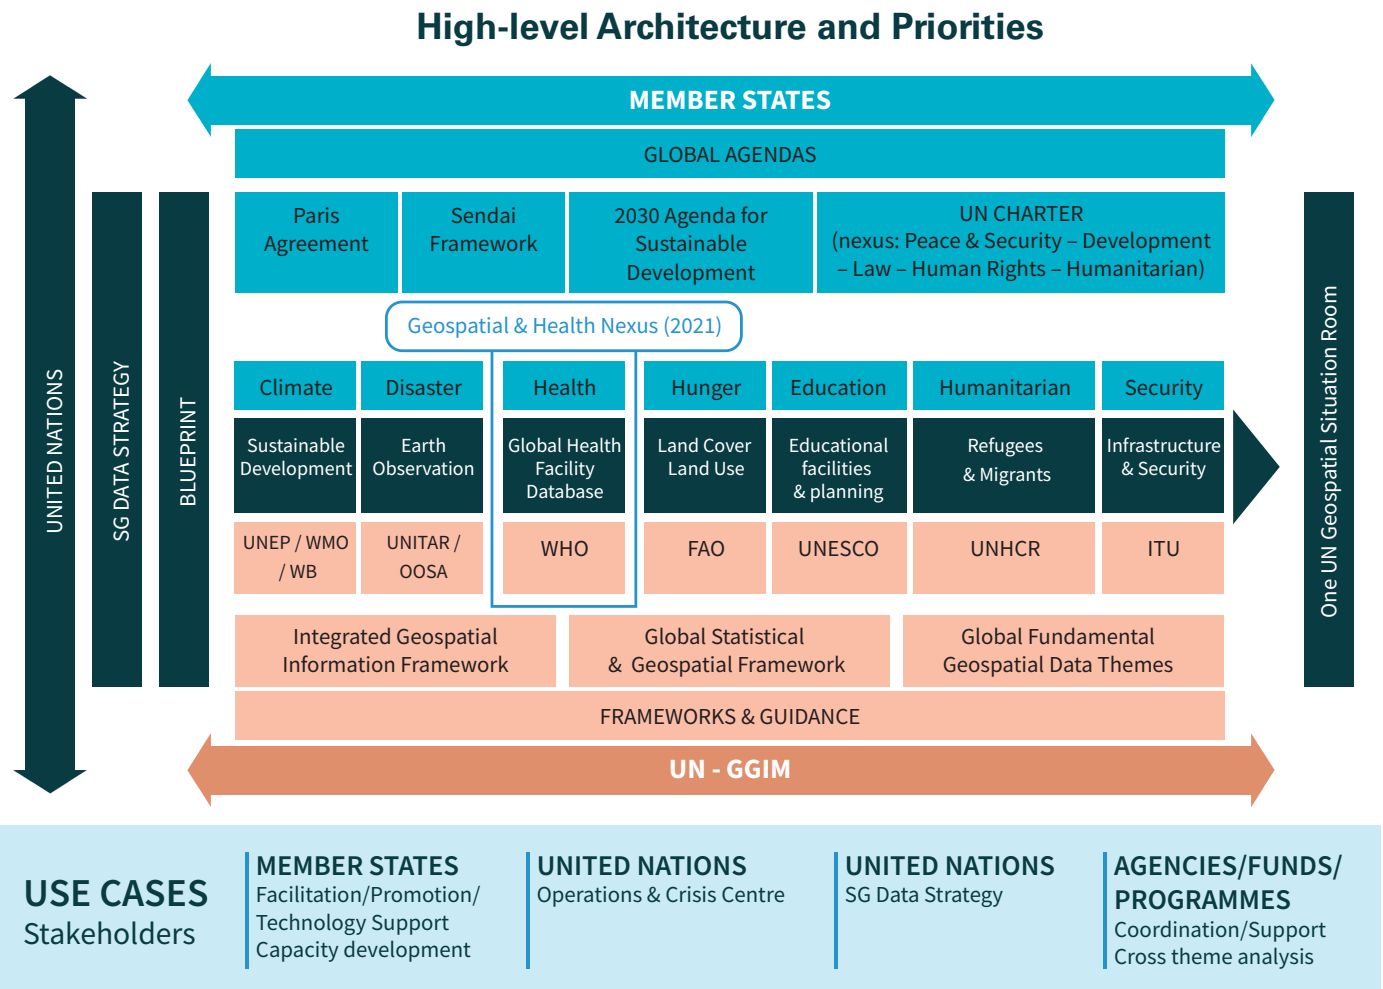 High-level Architecture and Priorities
MEMBER STATES
GLOBAL AGENDAS
UNITED NATIONS
SG DATA STRATEGY
BLUEPRINT
Paris
Agreement
Sendai
Framework
2030 Agenda for
Sustainable
Development
UN CHARTER
(nexus: Peace & Security – Development
– Law – Human Rights – Humanitarian)
Geospatial & Health Nexus (2021)
Climate
Disaster
Health
Hunger
Education
Humanitarian
Security
Sustainable
Development
Earth
Observation
Global Health
Facility
Database
Land Cover
Land Use
Educational
facilities
& planning
Refugees
& Migrants
Infrastructure
& Security
UNEP / WMO
/ WB
UNITAR /
OOSA
WHO
FAO
UNESCO
UNHCR
ITU
One UN Geospatial Situation Room
Integrated Geospatial
Information Framework
Global Statistical
& Geospatial Framework
Global Fundamental
Geospatial Data Themes
FRAMEWORKS & GUIDANCE
UN - GGIM
USE CASES
Stakeholders
MEMBER STATES
Facilitation/Promotion/
Technology Support
Capacity development
UNITED NATIONS
Operations & Crisis Centre
UNITED NATIONS
SG Data Strategy
AGENCIES/FUNDS/
PROGRAMMES
Coordination/Support
Cross theme analysis